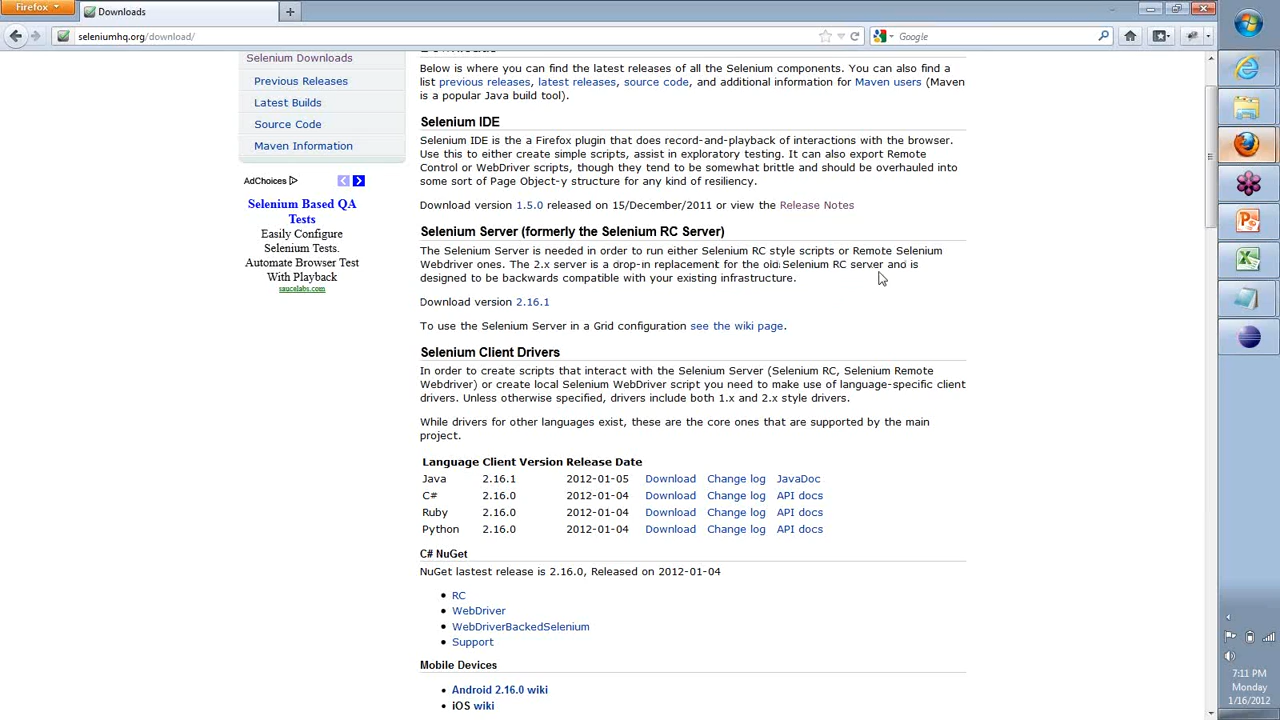 Firefox
Downloads
seleniumhq.org/download/
Google
Selenium Downloads
Previous Releases
Latest Builds
Source Code
Maven Information
AdChoices
Selenium Based QA
Tests
Easily Configure
Selenium Tests.
Automate Browser Test
With Playback
saucelabs.com
Downloads
Below is where you can find the latest releases of all the Selenium components. You can also find a
list previous releases, latest releases, source code, and additional information for Maven users (Maven
is a popular Java build tool).
Selenium IDE
Selenium IDE is the a Firefox plugin that does record-and-playback of interactions with the browser.
Use this to either create simple scripts, assist in exploratory testing. It can also export Remote
Control or WebDriver scripts, though they tend to be somewhat brittle and should be overhauled into
some sort of Page Object-y structure for any kind of resiliency.
Download version 1.5.0 released on 15/December/2011 or view the Release Notes
Selenium Server (formerly the Selenium RC Server)
The Selenium Server is needed in order to run either Selenium RC style scripts or Remote Selenium
Webdriver ones. The 2.x server is a drop-in replacement for the old Selenium RC server and is
designed to be backwards compatible with your existing infrastructure.
Download version 2.16.1
To use the Selenium Server in a Grid configuration see the wiki page.
Selenium Client Drivers
In order to create scripts that interact with the Selenium Server (Selenium RC, Selenium Remote
Webdriver) or create local Selenium WebDriver script you need to make use of language-specific client
drivers. Unless otherwise specified, drivers include both 1.x and 2.x style drivers.
While drivers for other languages exist, these are the core ones that are supported by the main
project.
Language Client Version Release Date
Java 2.16.1 2012-01-05 Download Change log JavaDoc
C# 2.16.0 2012-01-04 Download Change log API docs
Ruby 2.16.0 2012-01-04 Download Change log API docs
Python 2.16.0 2012-01-04 Download Change log API docs
C# NuGet
NuGet lastest release is 2.16.0, Released on 2012-01-04
RC
WebDriver
WebDriverBackedSelenium
Support
Mobile Devices
Android 2.16.0 wiki
iOS wiki
7:11 PM
Monday
1/16/2012